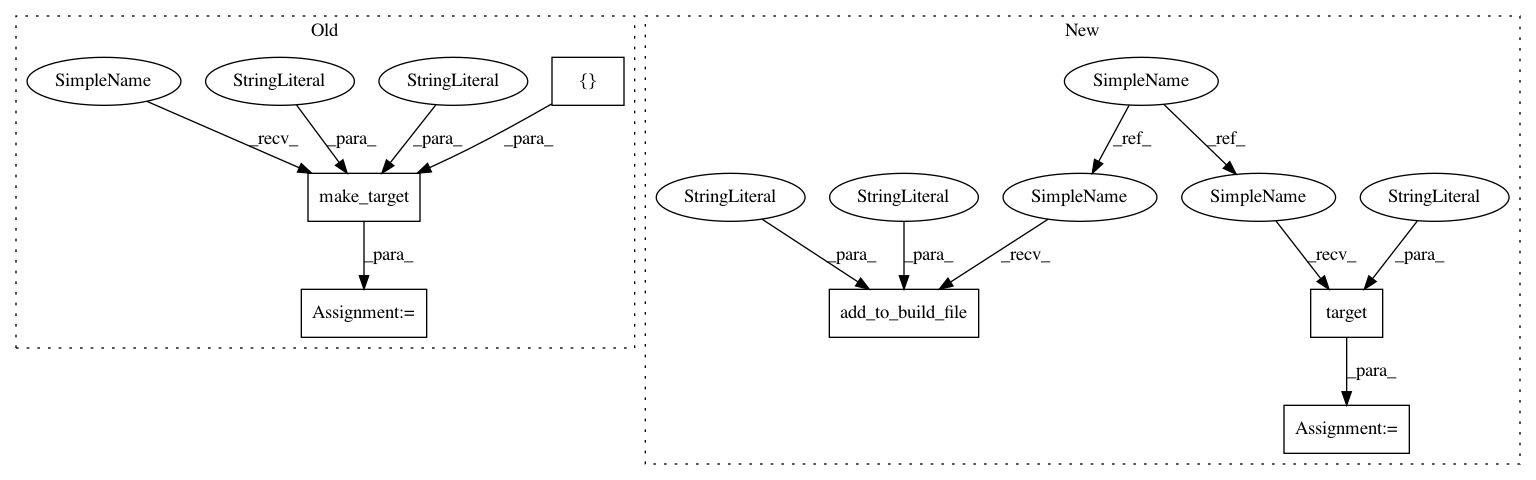 Old
New
SimpleName
StringLiteral
StringLiteral
{}
SimpleName
_recv_
_para_
_para_
_para_
_ref_
_ref_
make_target
StringLiteral
StringLiteral
SimpleName
SimpleName
StringLiteral
_para_
_para_
_para_
_recv_
_recv_
_para_
Assignment:=
add_to_build_file
target
_para_
Assignment:=